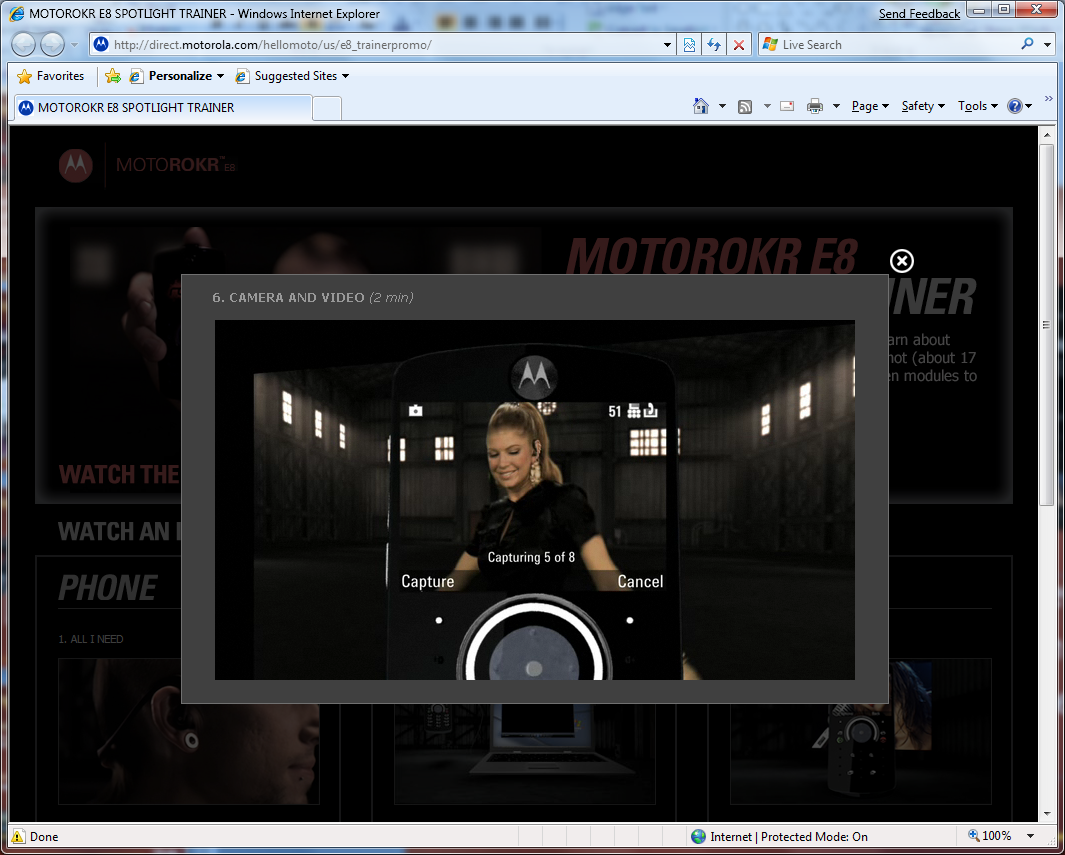 MOTOROKR E8 SPOTLIGHT TRAINER - Windows Internet Explorer
Send Feedback
http://direct.motorola.com/hellomoto/us/e8_trainerpromo/
Live Search
Favorites
Personalize
Suggested Sites
MOTOROKR E8 SPOTLIGHT TRAINER
Page
Safety
Tools
MOTOROKR™ E8
MOTOROKR E8
NER
arn about
not (about 17
en modules to
6. CAMERA AND VIDEO (2 min)
51
Capturing 5 of 8
Capture
Cancel
WATCH THE
WATCH AN
PHONE
1. ALL I NEED
Done
Internet | Protected Mode: On
100%